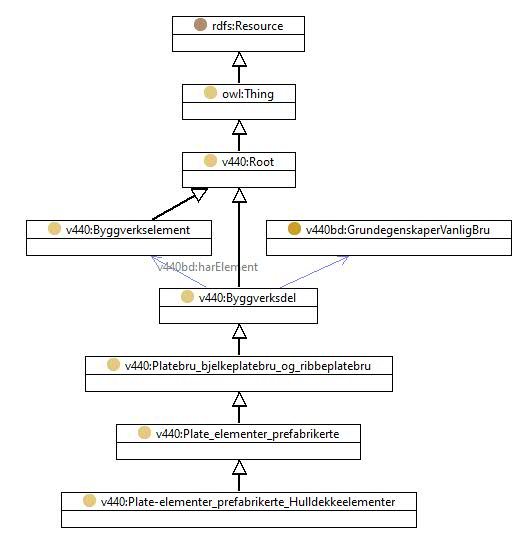 rdfs:Resource
owl:Thing
v440:Root
v440:Byggverkselement
v440bd:GrundegenskaperVanligBru
v440bd:harElement
v440:Byggverksdel
v440:Platebru_bjelkeplatebru_og_ribbeplatebru
v440:Plate_elementer_prefabrikerte
v440:Plate-elementer_prefabrikerte_Hulldekkeelementer